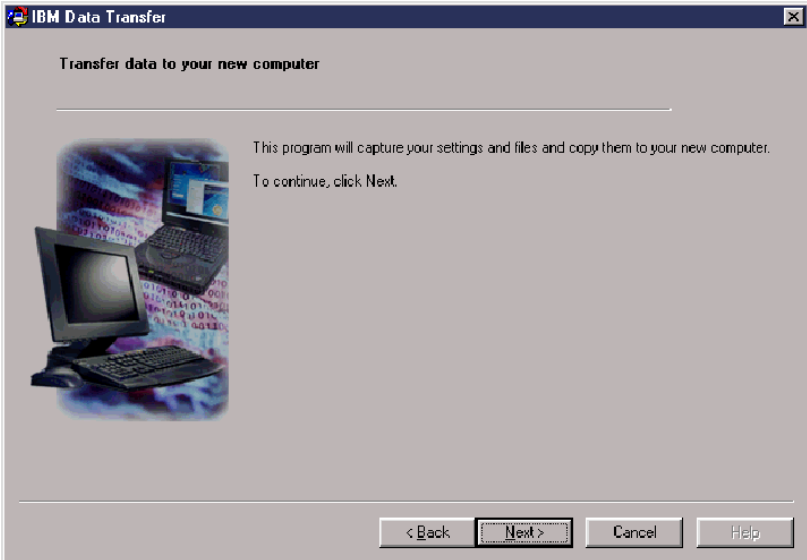 IBM Data Transfer
Transfer data to your new computer
This program will capture your settings and files and copy them to your new computer.
To continue, click Next.
< Back
Next >
Cancel
Help